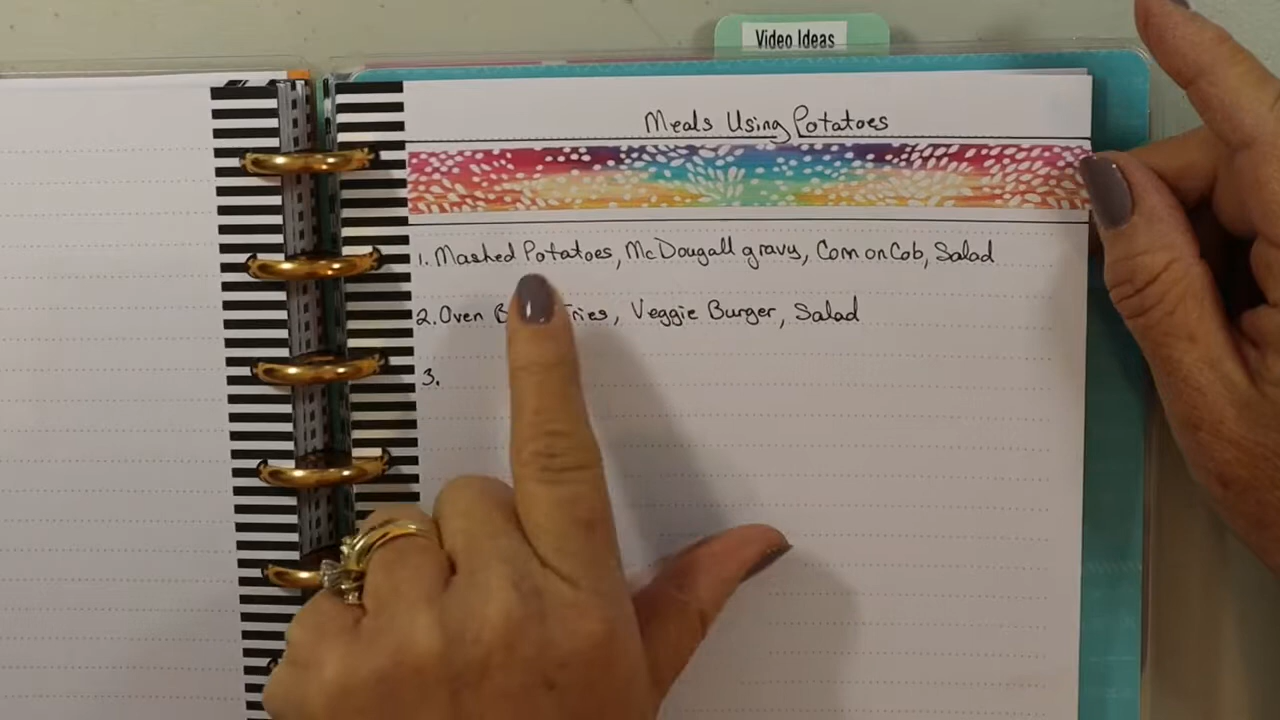 Video Ideas
Meals Using Potatoes
1. Mashed Potatoes, McDougall gravy, Corn on Cob, Salad
2. Oven Fries, Veggie Burger, Salad
3.